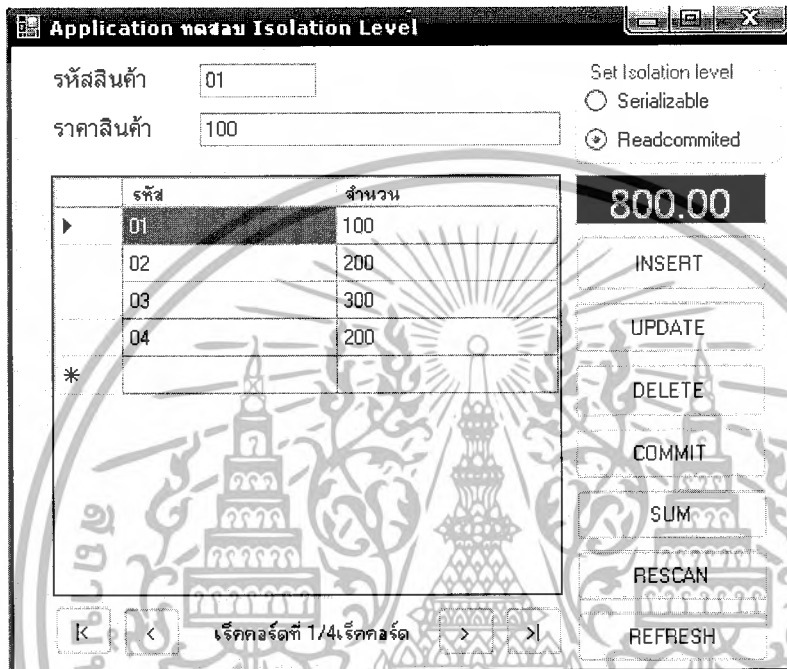 Application ทดสอบ Isolation Level
รหัสสินค้า 01
ราคาสินค้า 100
Set Isolation level
Serializable
Readcommited
รหัส จำนวน
01 100
02 200
03 300
04 200
800.00
INSERT
UPDATE
DELETE
COMMIT
SUM
RESCAN
REFRESH
เร็คคอร์ดที่ 1/4เร็คคอร์ด